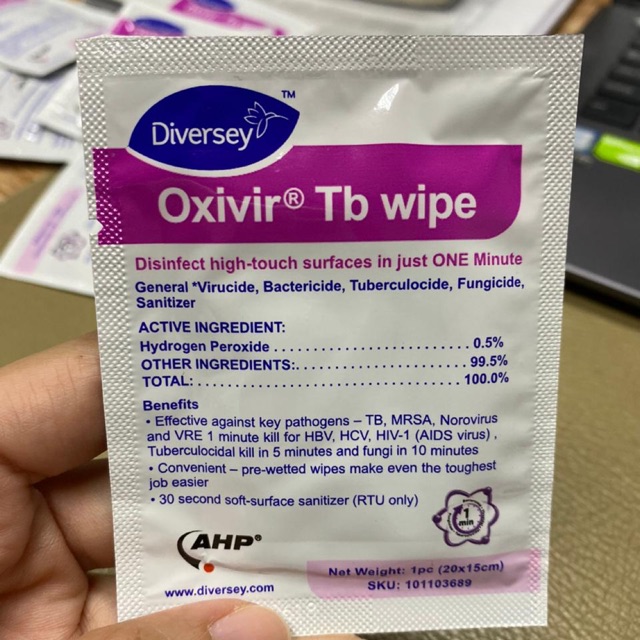 Diversey™
Oxivir® Tb wipe
Disinfect high-touch surfaces in just ONE Minute
General *Virucide, Bactericide, Tuberculocide, Fungicide,
Sanitizer
ACTIVE INGREDIENT:
Hydrogen Peroxide . . . . . . . . . . . . . . . . . . . . . . . . . 0.5%
OTHER INGREDIENTS:. . . . . . . . . . . . . . . . . . . . . . 99.5%
TOTAL: . . . . . . . . . . . . . . . . . . . . . . . . . . . . . . . . . 100.0%
Benefits
• Effective against key pathogens – TB, MRSA, Norovirus
and VRE 1 minute kill for HBV, HCV, HIV-1 (AIDS virus) ,
Tuberculocidal kill in 5 minutes and fungi in 10 minutes
• Convenient – pre-wetted wipes make even the toughest
job easier
• 30 second soft-surface sanitizer (RTU only)
1
min
AHP®
www.diversey.com
Net Weight: 1pc (20x15cm)
SKU: 101103689